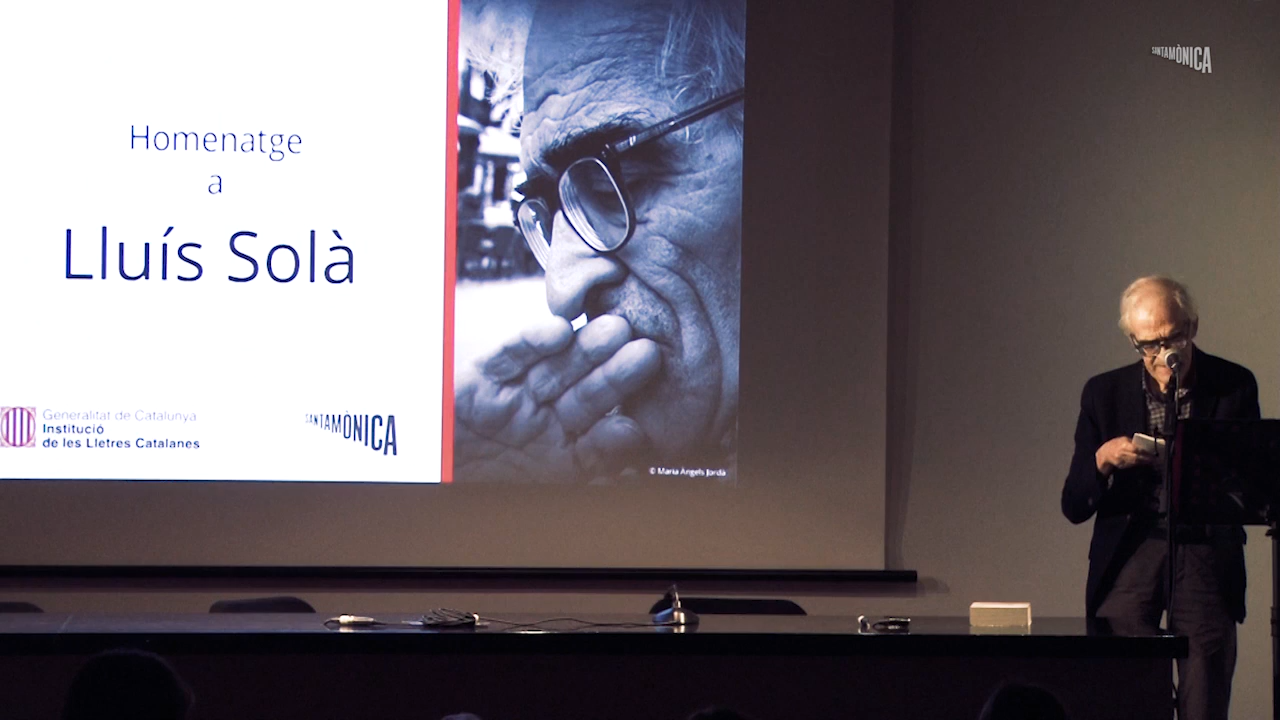 Homenatge
a
Lluís Solà
Generalitat de Catalunya
Institució
de les Lletres Catalanes
SANTAMÒNICA
© Maria Àngels Jordà
SANTAMÒNICA